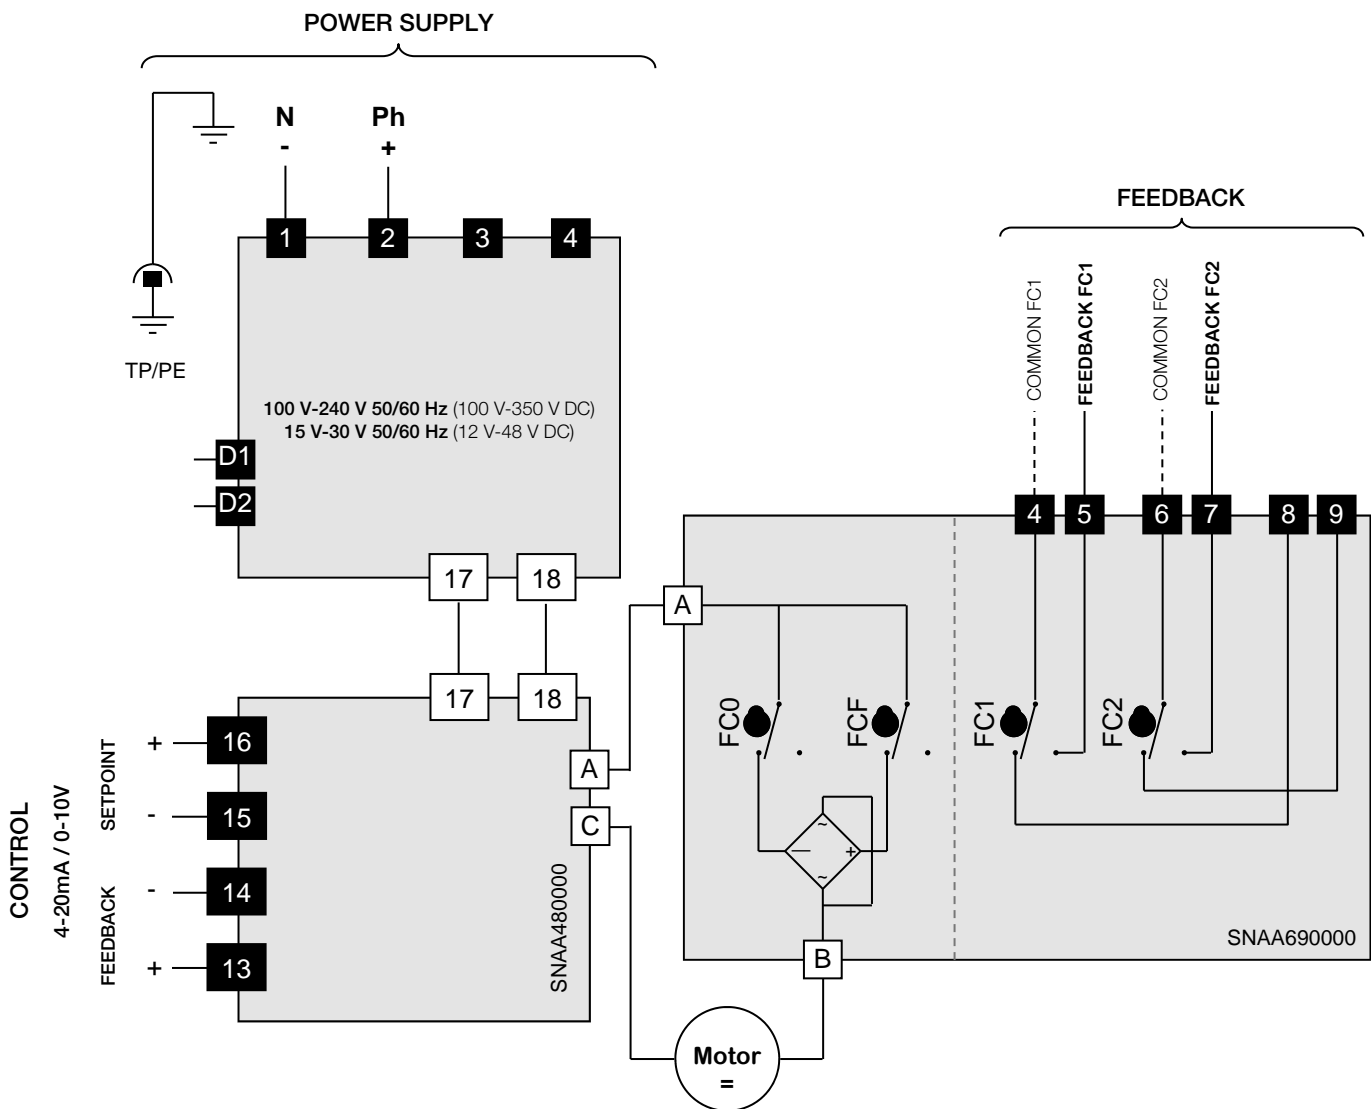 POWER SUPPLY
N
Ph
-
+
1
2
3
4
TP/PE
100 V-240 V 50/60 Hz (100 V-350 V DC)
15 V-30 V 50/60 Hz (12 V-48 V DC)
D1
D2
17
18
17
18
CONTROL
4-20mA / 0-10V
SETPOINT
FEEDBACK
+
16
-
15
-
14
+
13
A
C
SNAA480000
FEEDBACK
COMMON FC1
FEEDBACK FC1
COMMON FC2
FEEDBACK FC2
4
5
6
7
8
9
A
FC0
FCF
FC1
FC2
~
—
+
~
B
SNAA690000
Motor
=